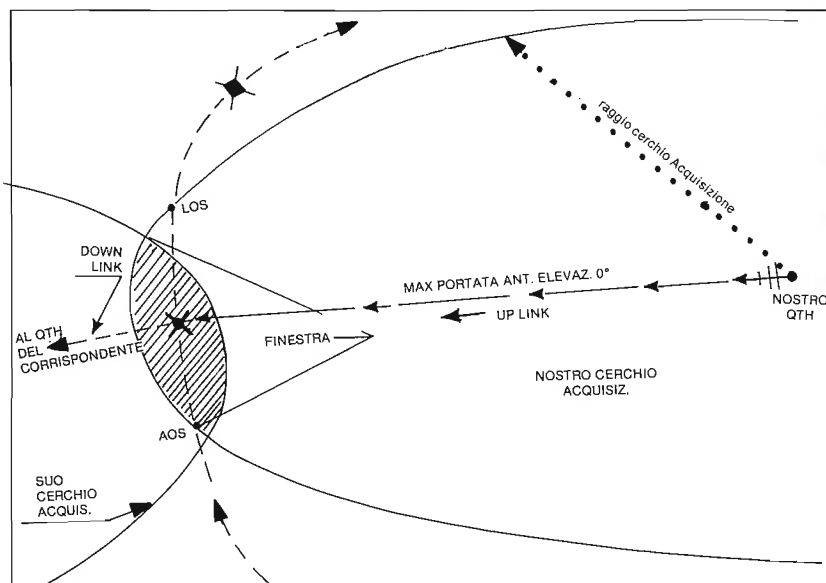 LOS
raggio cerchio Acquisizione
DOWN
LINK
MAX PORTATA ANT. ELEVAZ. 0°
NOSTRO
QTH
UP LINK
AL QTH
DEL
CORRISPONDENTE
FINESTRA
NOSTRO CERCHIO
ACQUISIZ.
AOS
SUO
CERCHIO
ACQUIS.